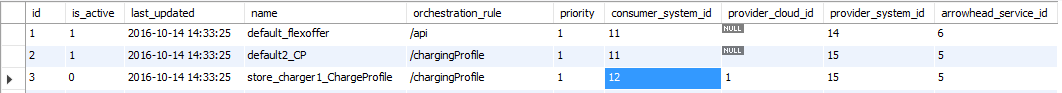 id is_active last_updated name orchestration_rule priority consumer_system_id provider_cloud_id provider_system_id arrowhead_service_id
1 1 2016-10-14 14:33:25 default_flexoffer /api 1 11 NULL 14 6
2 1 2016-10-14 14:33:25 default2_CP /chargingProfile 1 11 NULL 15 5
3 0 2016-10-14 14:33:25 store_charger1_ChargeProfile /chargingProfile 1 12 1 15 5